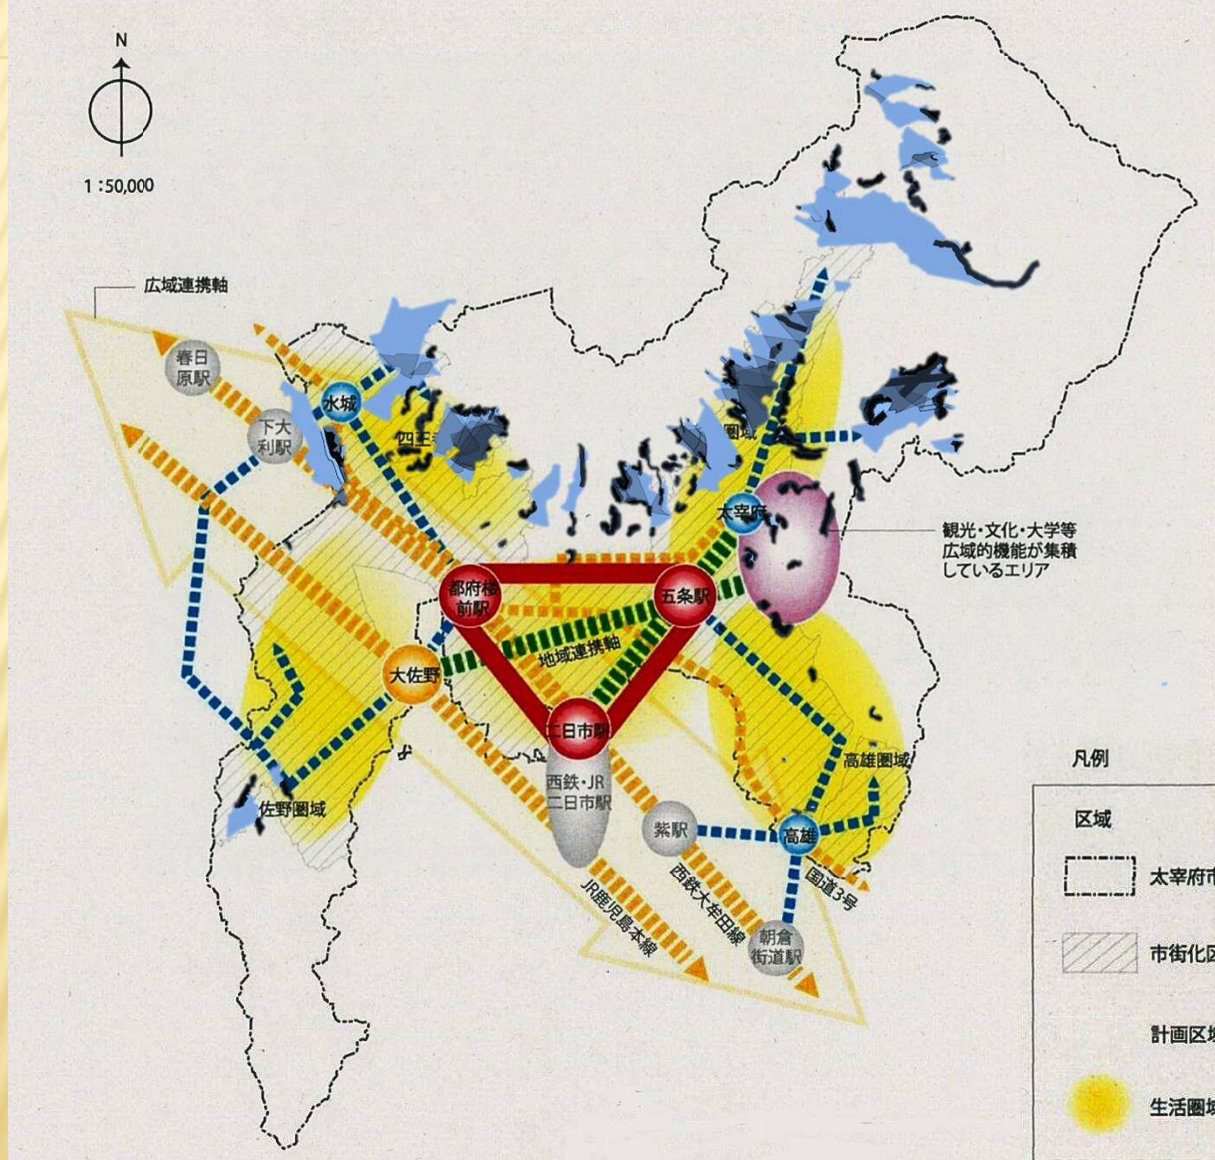 N
1:50,000
広域連携軸
春日
原駅
水城
下大
利駅
四王
圏域
太宰府
観光・文化・大学等
広域的機能が集積
しているエリア
都府楼
前駅
五条駅
地域連携軸
大佐野
二日市駅
西鉄・JR
二日市駅
高雄圏域
佐野圏域
紫駅
高雄
国道3号
西鉄大牟田線
JR鹿児島本線
朝倉
街道駅
凡例
区域
太宰府市
市街化区
計画区域
生活圏域